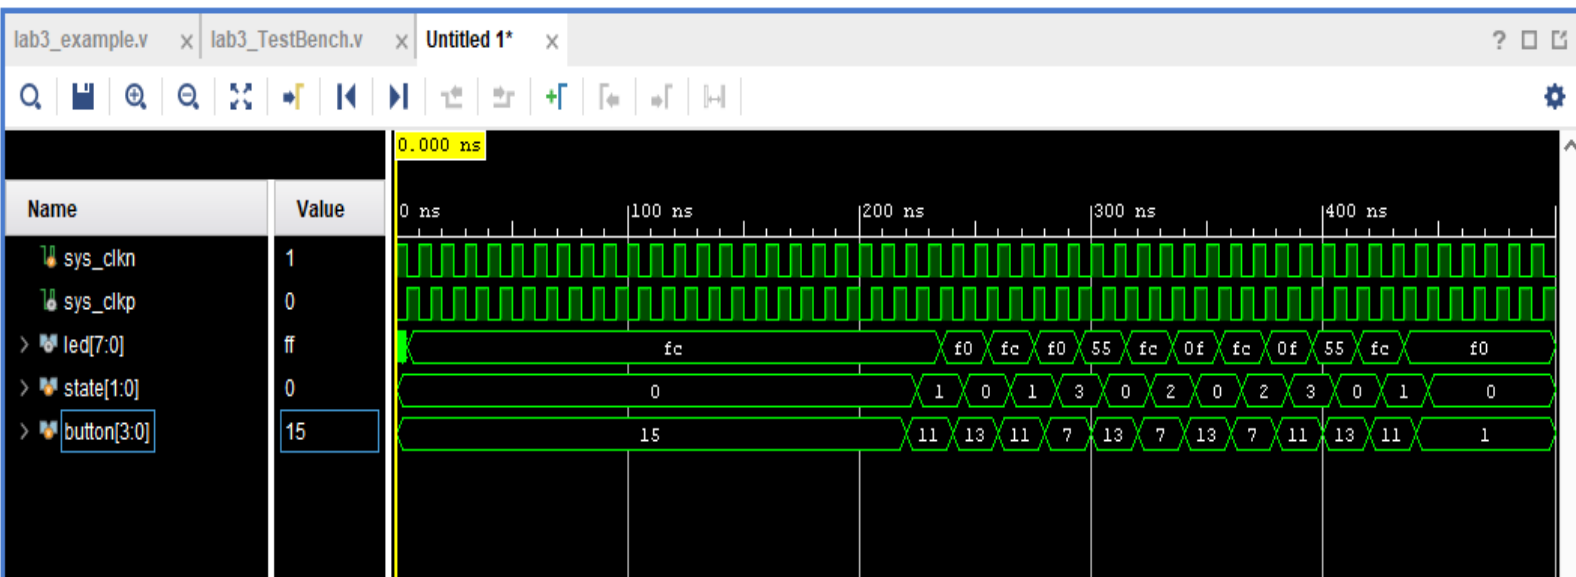 lab3_example.v × lab3_TestBench.v × Untitled 1* × ?
0.000 ns
Name Value 0 ns 100 ns 200 ns 300 ns 400 ns
sys_clkn 1
sys_clkp 0
led[7:0] ff fc f0 fc f0 55 fc 0f fc 0f 55 fc f0
state[1:0] 0 0 1 0 1 3 0 2 0 2 3 0 1 0
button[3:0] 15 15 11 13 11 7 13 7 13 7 11 13 11 1